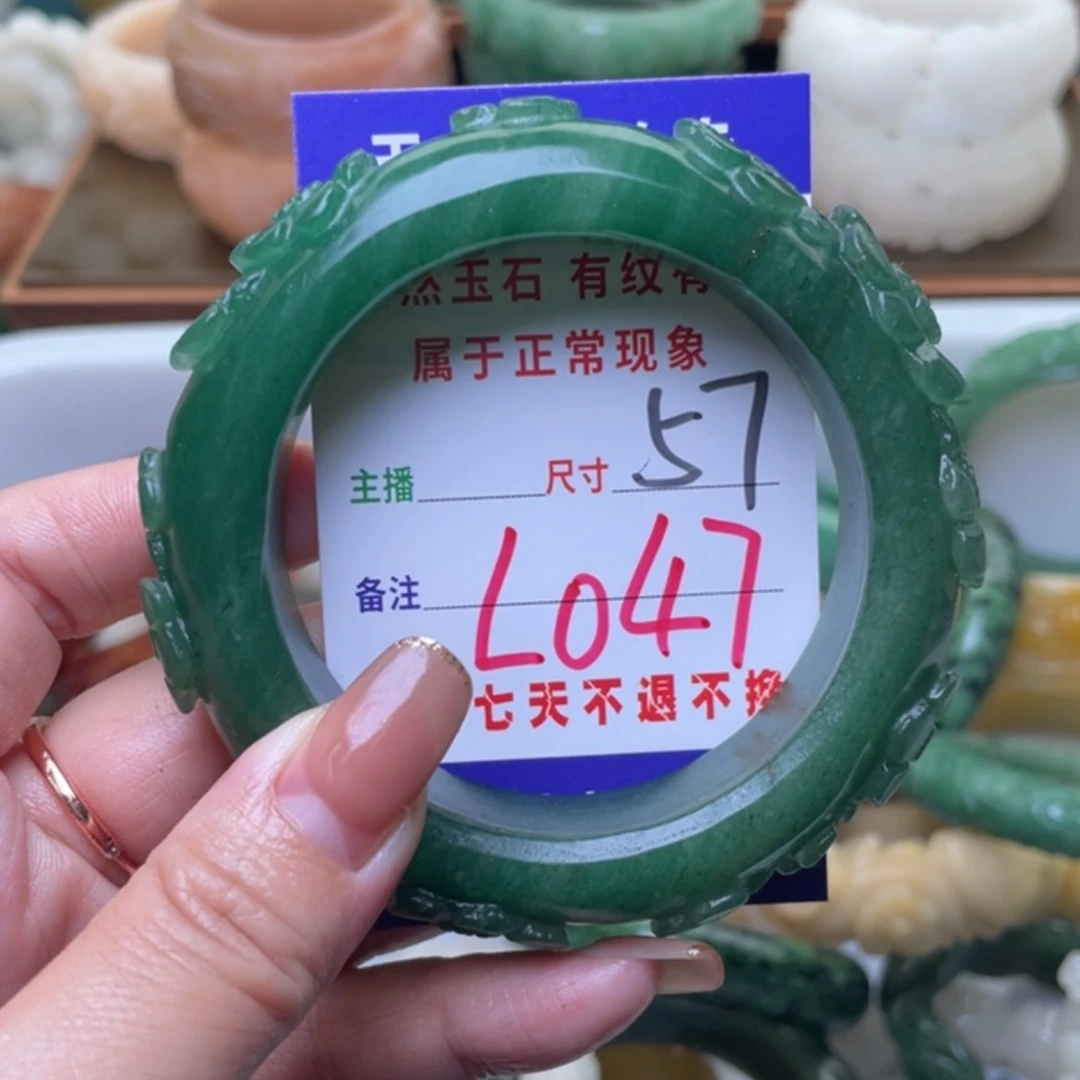 然玉石 有纹有
属于正常现象
主播 尺寸 57
备注 L047
七天不退不换